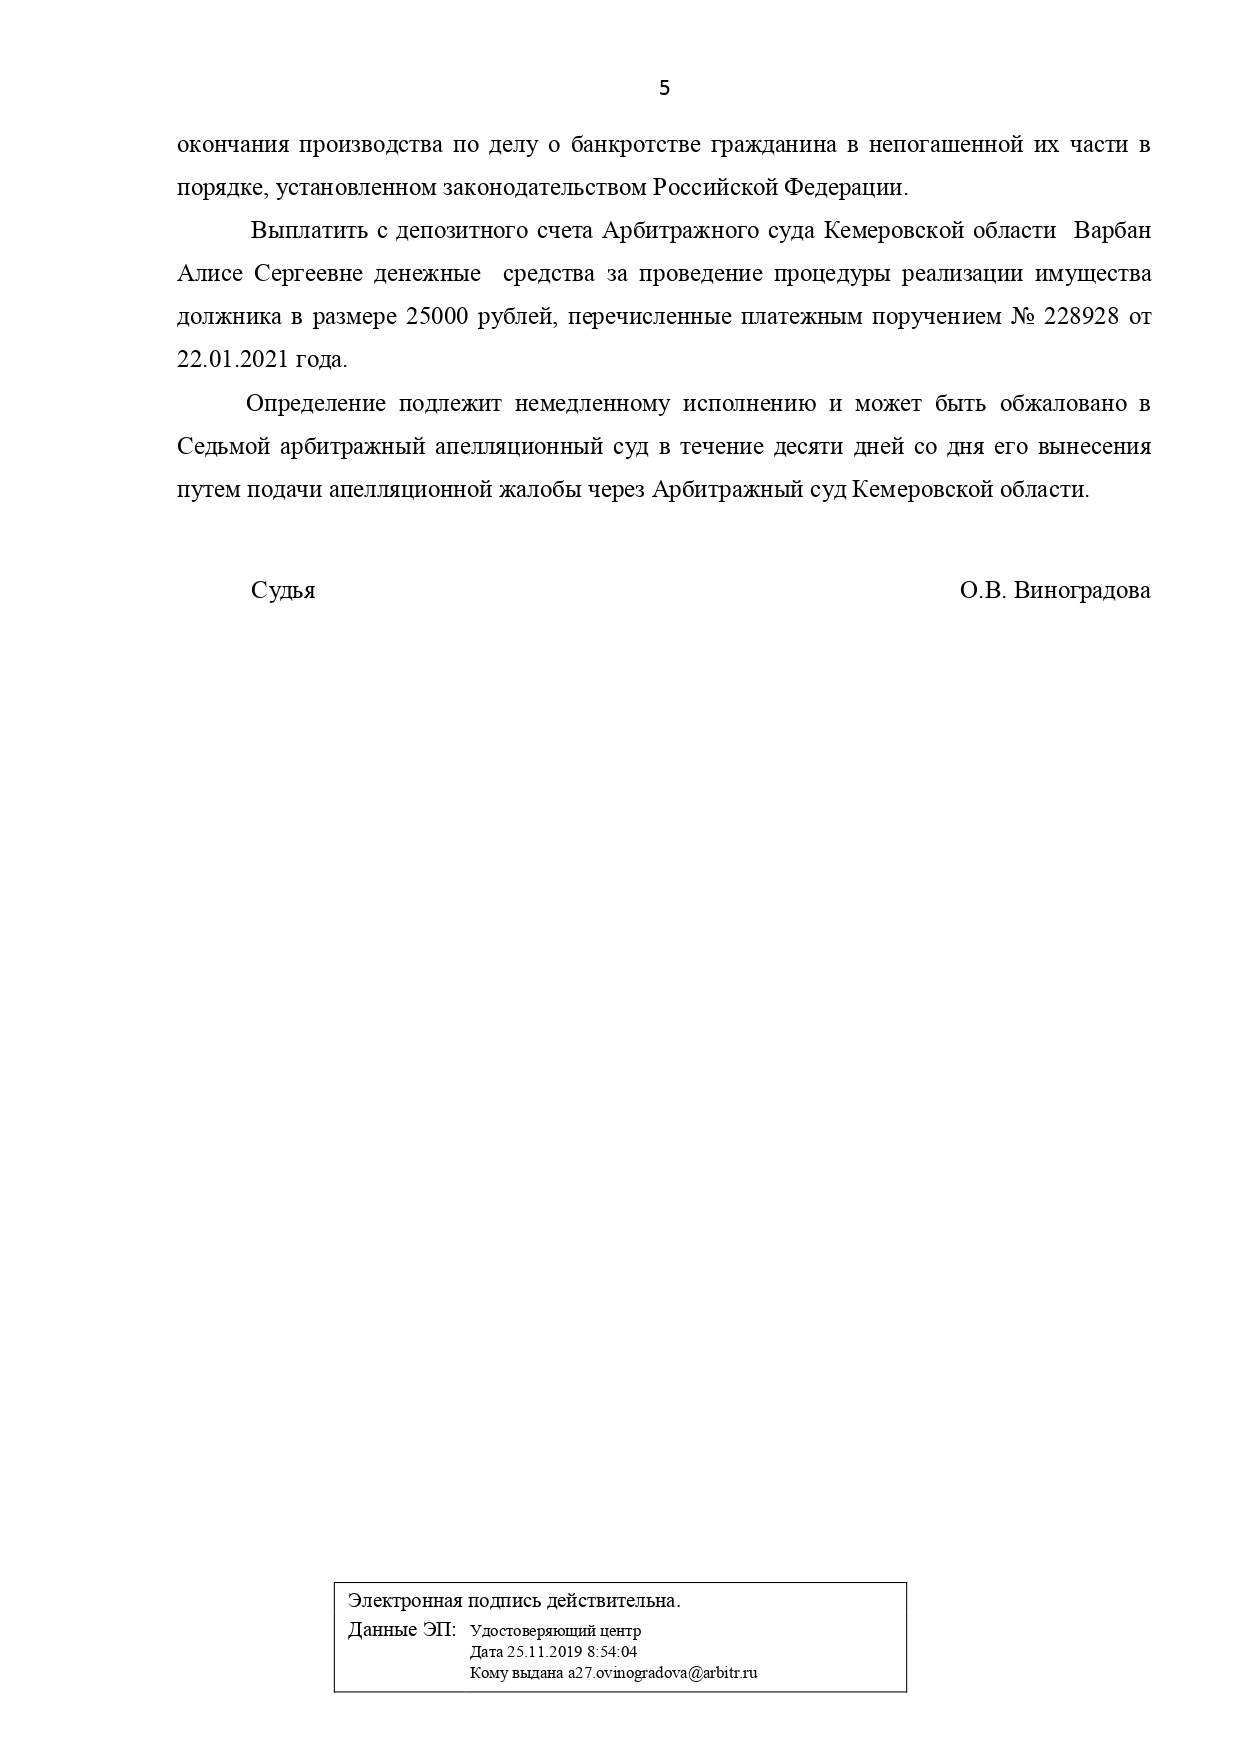 5
окончания производства по делу о банкротстве гражданина в непогашенной их части в
порядке, установленном законодательством Российской Федерации.
Выплатить с депозитного счета Арбитражного суда Кемеровской области Варбан
Алисе Сергеевне денежные средства за проведение процедуры реализации имущества
должника в размере 25000 рублей, перечисленные платежным поручением № 228928 от
22.01.2021 года.
Определение подлежит немедленному исполнению и может быть обжаловано в
Седьмой арбитражный апелляционный суд в течение десяти дней со дня его вынесения
путем подачи апелляционной жалобы через Арбитражный суд Кемеровской области.
Судья О.В. Виноградова
Электронная подпись действительна.
Данные ЭП: Удостоверяющий центр
Дата 25.11.2019 8:54:04
Кому выдана a27.ovinogradova@arbitr.ru